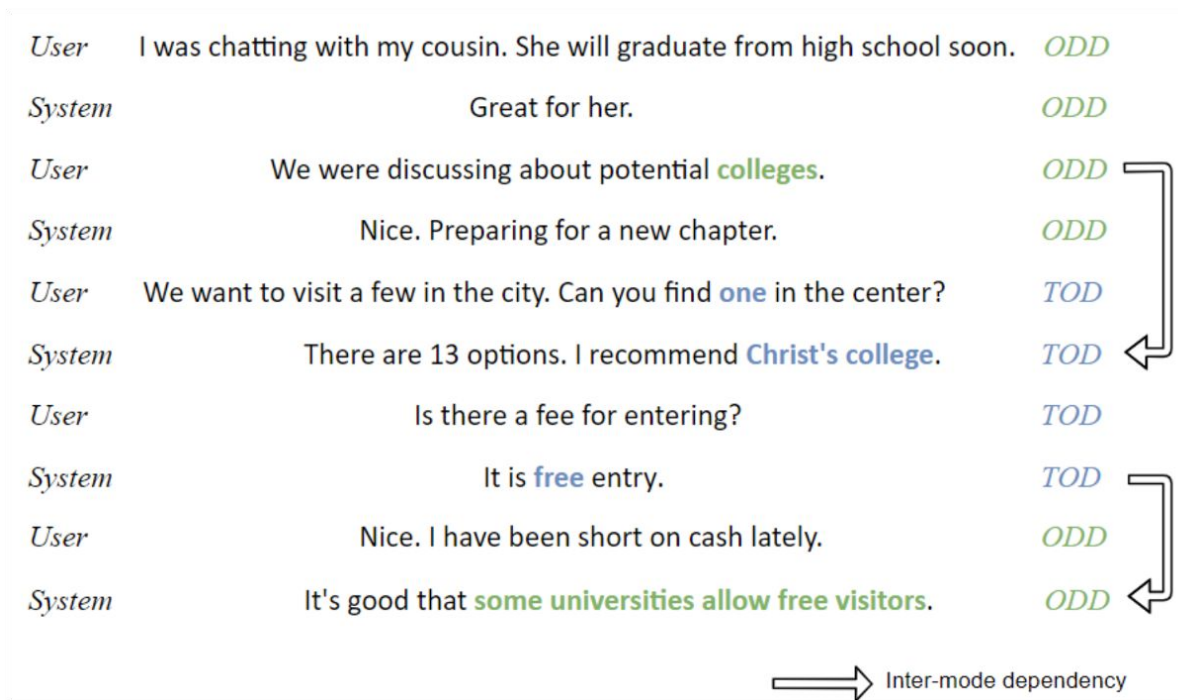 User I was chatting with my cousin. She will graduate from high school soon. ODD
System Great for her. ODD
User We were discussing about potential colleges. ODD
System Nice. Preparing for a new chapter. ODD
User We want to visit a few in the city. Can you find one in the center? TOD
System There are 13 options. I recommend Christ's college. TOD
User Is there a fee for entering? TOD
System It is free entry. TOD
User Nice. I have been short on cash lately. ODD
System It's good that some universities allow free visitors. ODD
Inter-mode dependency